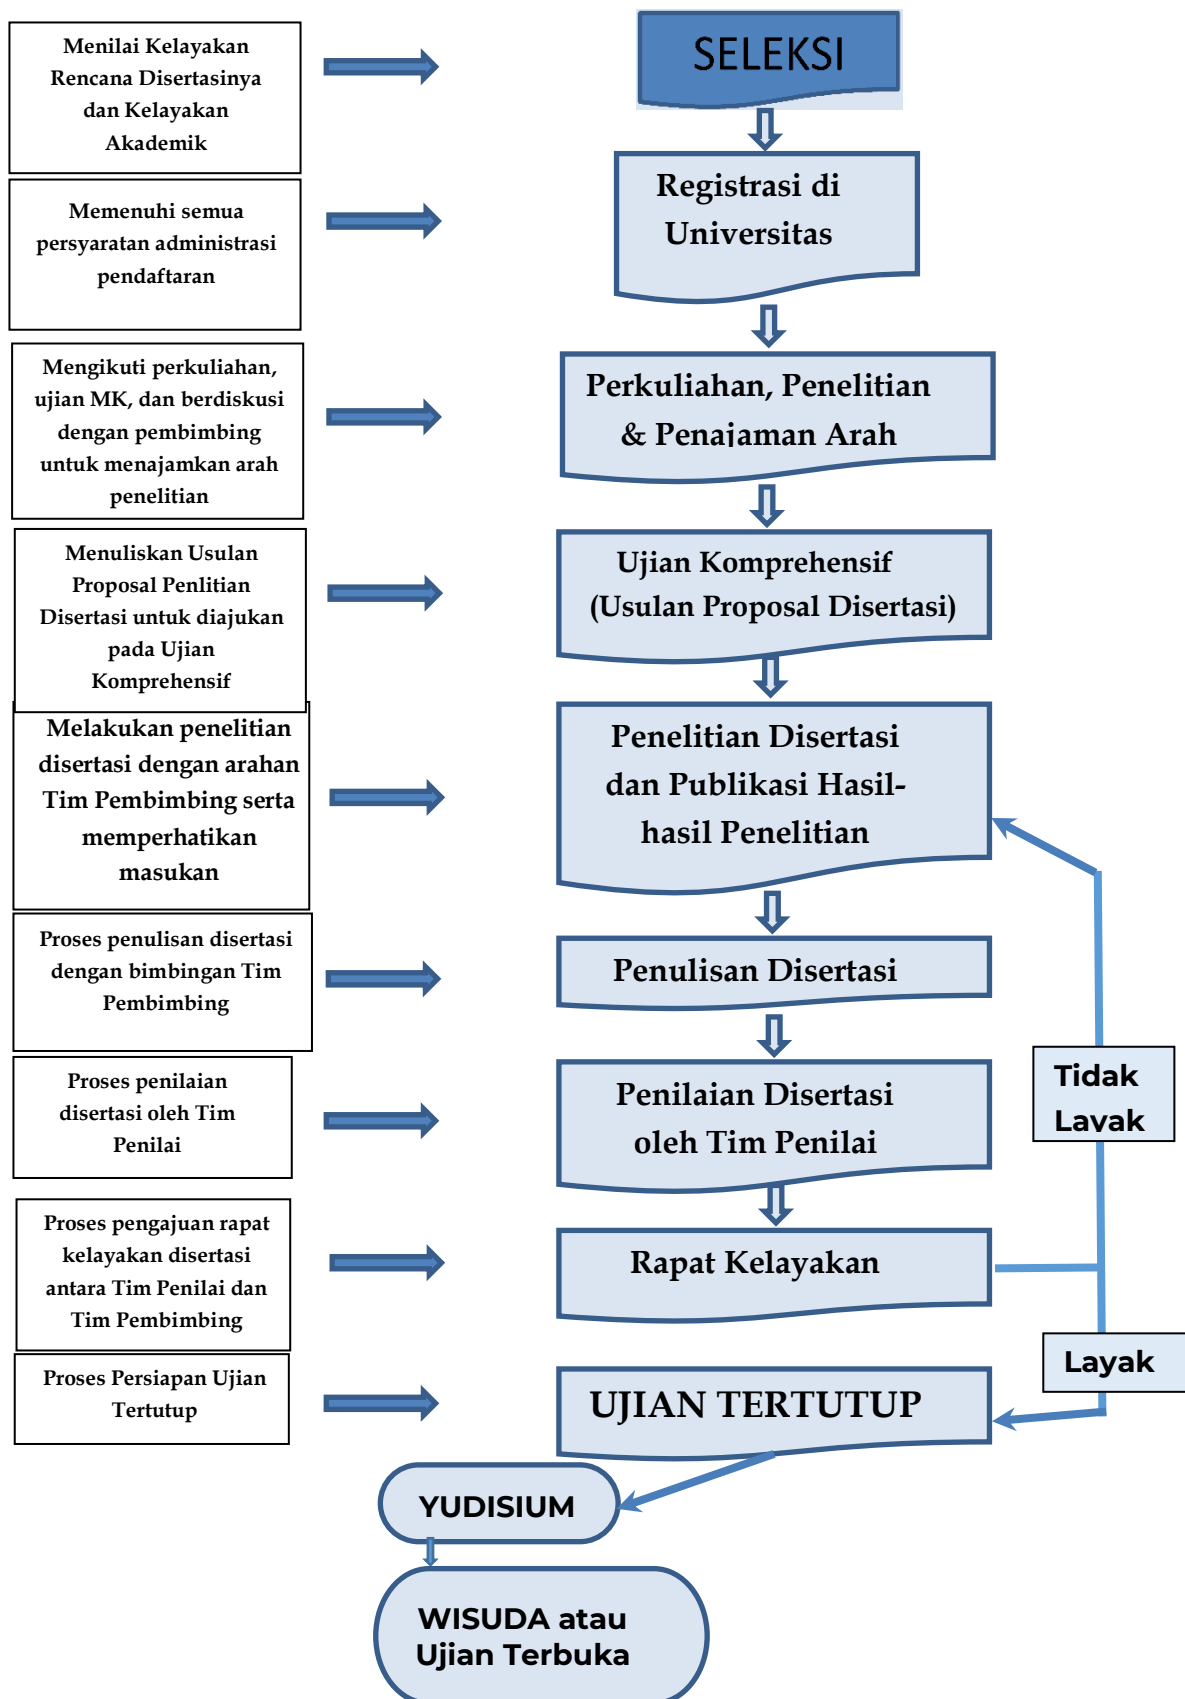 Menilai Kelayakan
Rencana Disertasinya
dan Kelayakan
Akademik
SELEKSI
Memenuhi semua
persyaratan administrasi
pendaftaran
Registrasi di
Universitas
Mengikuti perkuliahan,
ujian MK, dan berdiskusi
dengan pembimbing
untuk menajamkan arah
penelitian
Perkuliahan, Penelitian
& Penajaman Arah
Menuliskan Usulan
Proposal Penlitian
Disertasi untuk diajukan
pada Ujian
Komprehensif
Ujian Komprehensif
(Usulan Proposal Disertasi)
Melakukan penelitian
disertasi dengan arahan
Tim Pembimbing serta
memperhatikan
masukan
Penelitian Disertasi
dan Publikasi Hasil-
hasil Penelitian
Proses penulisan disertasi
dengan bimbingan Tim
Pembimbing
Penulisan Disertasi
Proses penilaian
disertasi oleh Tim
Penilai
Penilaian Disertasi
oleh Tim Penilai
Tidak
Layak
Proses pengajuan rapat
kelayakan disertasi
antara Tim Penilai dan
Tim Pembimbing
Rapat Kelayakan
Layak
Proses Persiapan Ujian
Tertutup
UJIAN TERTUTUP
YUDISIUM
WISUDA atau
Ujian Terbuka